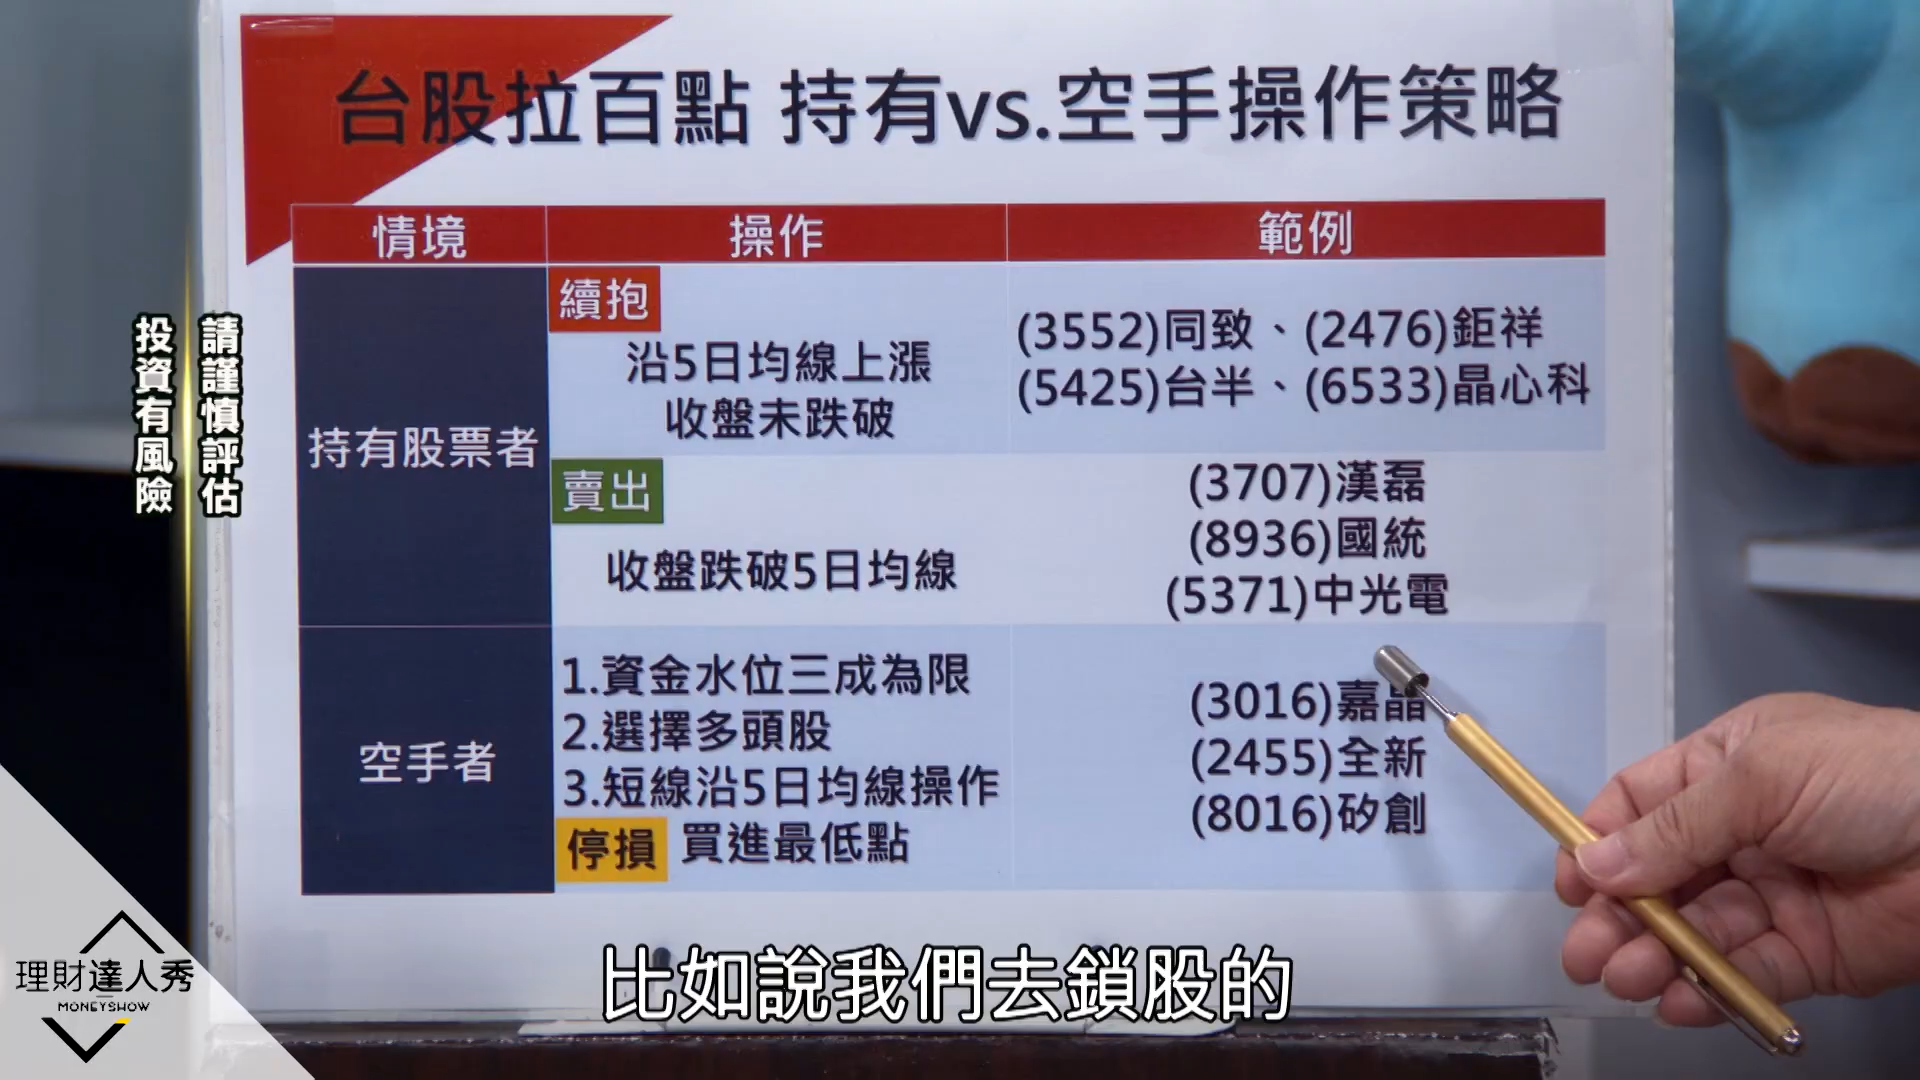 台股拉百點 持有vs.空手操作策略
情境
操作
範例
持有股票者
續抱
沿5日均線上漲
收盤未跌破
(3552)同致、(2476)鉅祥
(5425)台半、(6533)晶心科
賣出
收盤跌破5日均線
(3707)漢磊
(8936)國統
(5371)中光電
空手者
1.資金水位三成為限
2.選擇多頭股
3.短線沿5日均線操作
停損 買進最低點
(3016)嘉晶
(2455)全新
(8016)矽創
請謹慎評估
投資有風險
理財達人秀
MONEYSHOW
比如說我們去鎖股的